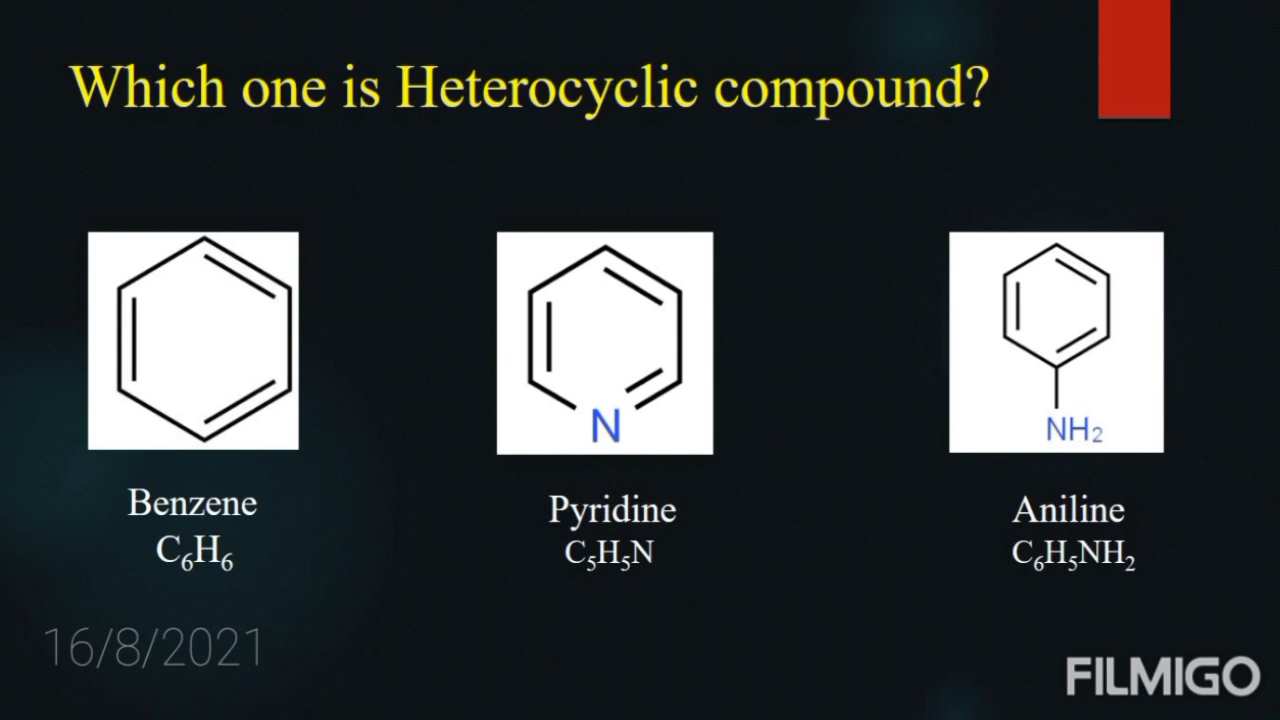 Which one is Heterocyclic compound?
N
NH₂
Benzene
C₆H₆
Pyridine
C₅H₅N
Aniline
C₆H₅NH₂
16/8/2021
FILMIGO